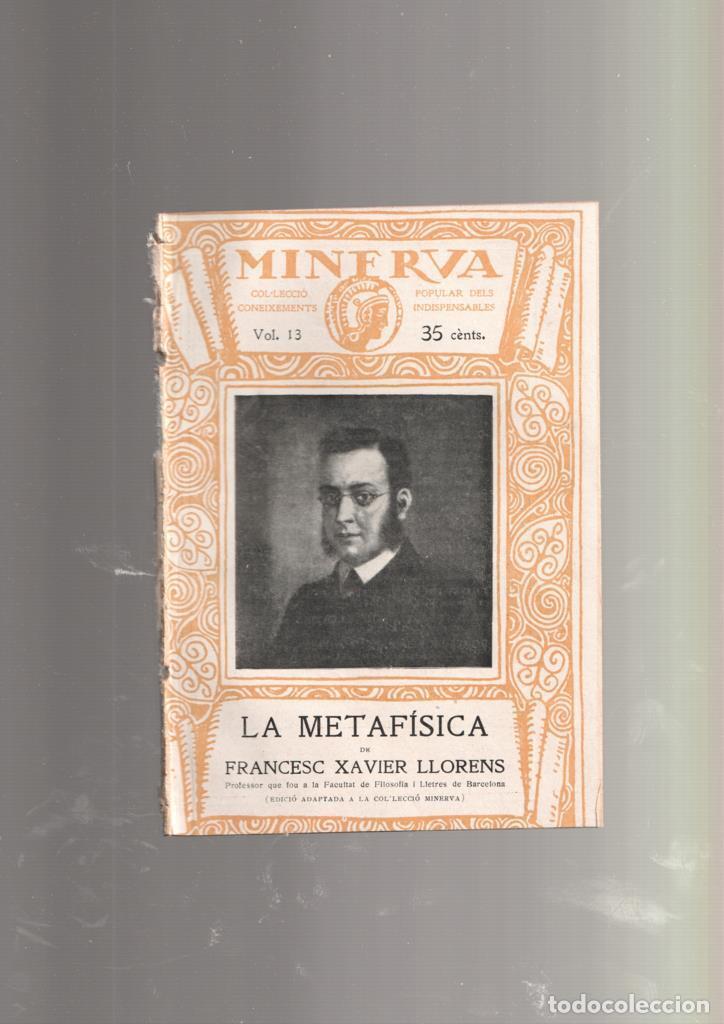 MINERVA
COL·LECCIÓ POPULAR DELS
CONEIXEMENTS INDISPENSABLES
Vol. 13 35 cènts.
LA METAFÍSICA
DE
FRANCESC XAVIER LLORENS
Professor que fou a la Facultat de Filosofia i Lletres de Barcelona
(EDICIÓ ADAPTADA A LA COL·LECCIÓ MINERVA)
todocoleccion